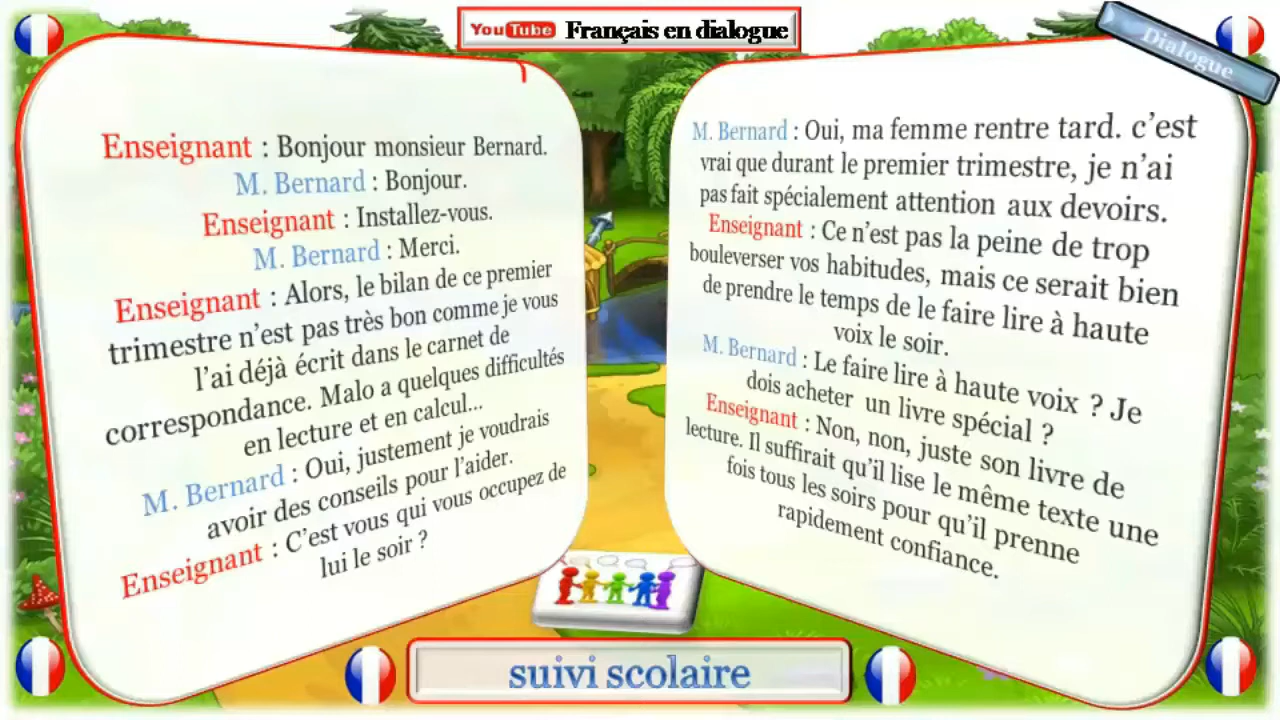 YouTube Français en dialogue
Dialogue
Enseignant : Bonjour monsieur Bernard.
M. Bernard : Bonjour.
Enseignant : Installez-vous.
M. Bernard : Merci.
Enseignant : Alors, le bilan de ce premier
trimestre n’est pas très bon comme je vous
l’ai déjà écrit dans le carnet de
correspondance. Malo a quelques difficultés
en lecture et en calcul...
M. Bernard : Oui, justement je voudrais
avoir des conseils pour l’aider.
Enseignant : C’est vous qui vous occupez de
lui le soir ?
M. Bernard : Oui, ma femme rentre tard. c’est
vrai que durant le premier trimestre, je n’ai
pas fait spécialement attention aux devoirs.
Enseignant : Ce n’est pas la peine de trop
bouleverser vos habitudes, mais ce serait bien
de prendre le temps de le faire lire à haute
voix le soir.
M. Bernard : Le faire lire à haute voix ? Je
dois acheter un livre spécial ?
Enseignant : Non, non, juste son livre de
lecture. Il suffirait qu’il lise le même texte une
fois tous les soirs pour qu’il prenne
rapidement confiance.
suivi scolaire